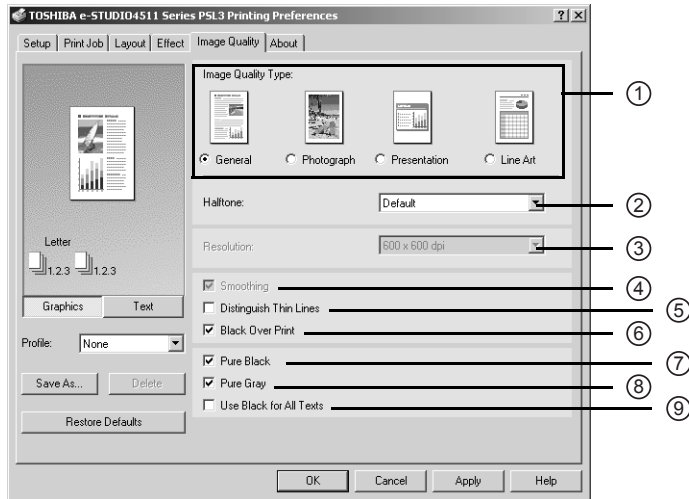 TOSHIBA e-STUDIO4511 Series PSL3 Printing Preferences
Setup Print Job Layout Effect Image Quality About
Image Quality Type:
General Photograph Presentation Line Art
1
Halftone: Default
2
Resolution: 600 x 600 dpi
3
Letter
1.2.3 1.2.3
Smoothing
4
Graphics Text
Distinguish Thin Lines
5
Black Over Print
6
Profile: None
Pure Black
7
Save As... Delete
Pure Gray
8
Use Black for All Texts
9
Restore Defaults
OK Cancel Apply Help